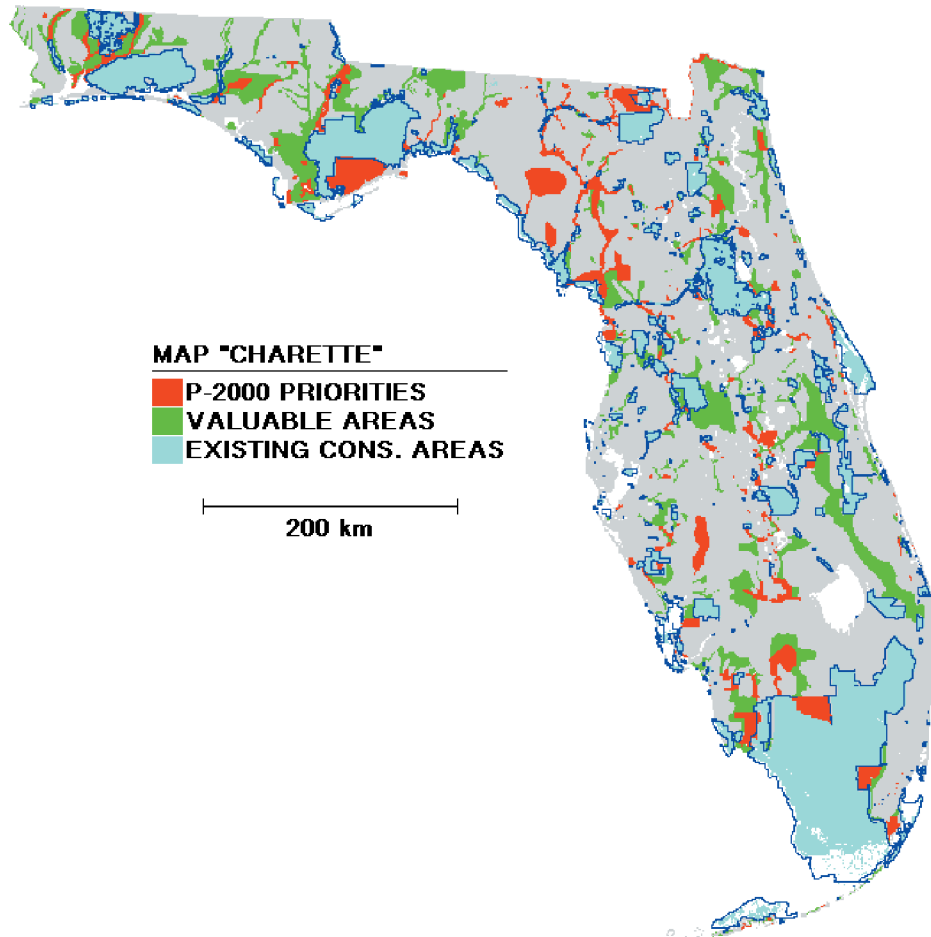 MAP "CHARETTE"
P-2000 PRIORITIES
VALUABLE AREAS
EXISTING CONS. AREAS
200 km